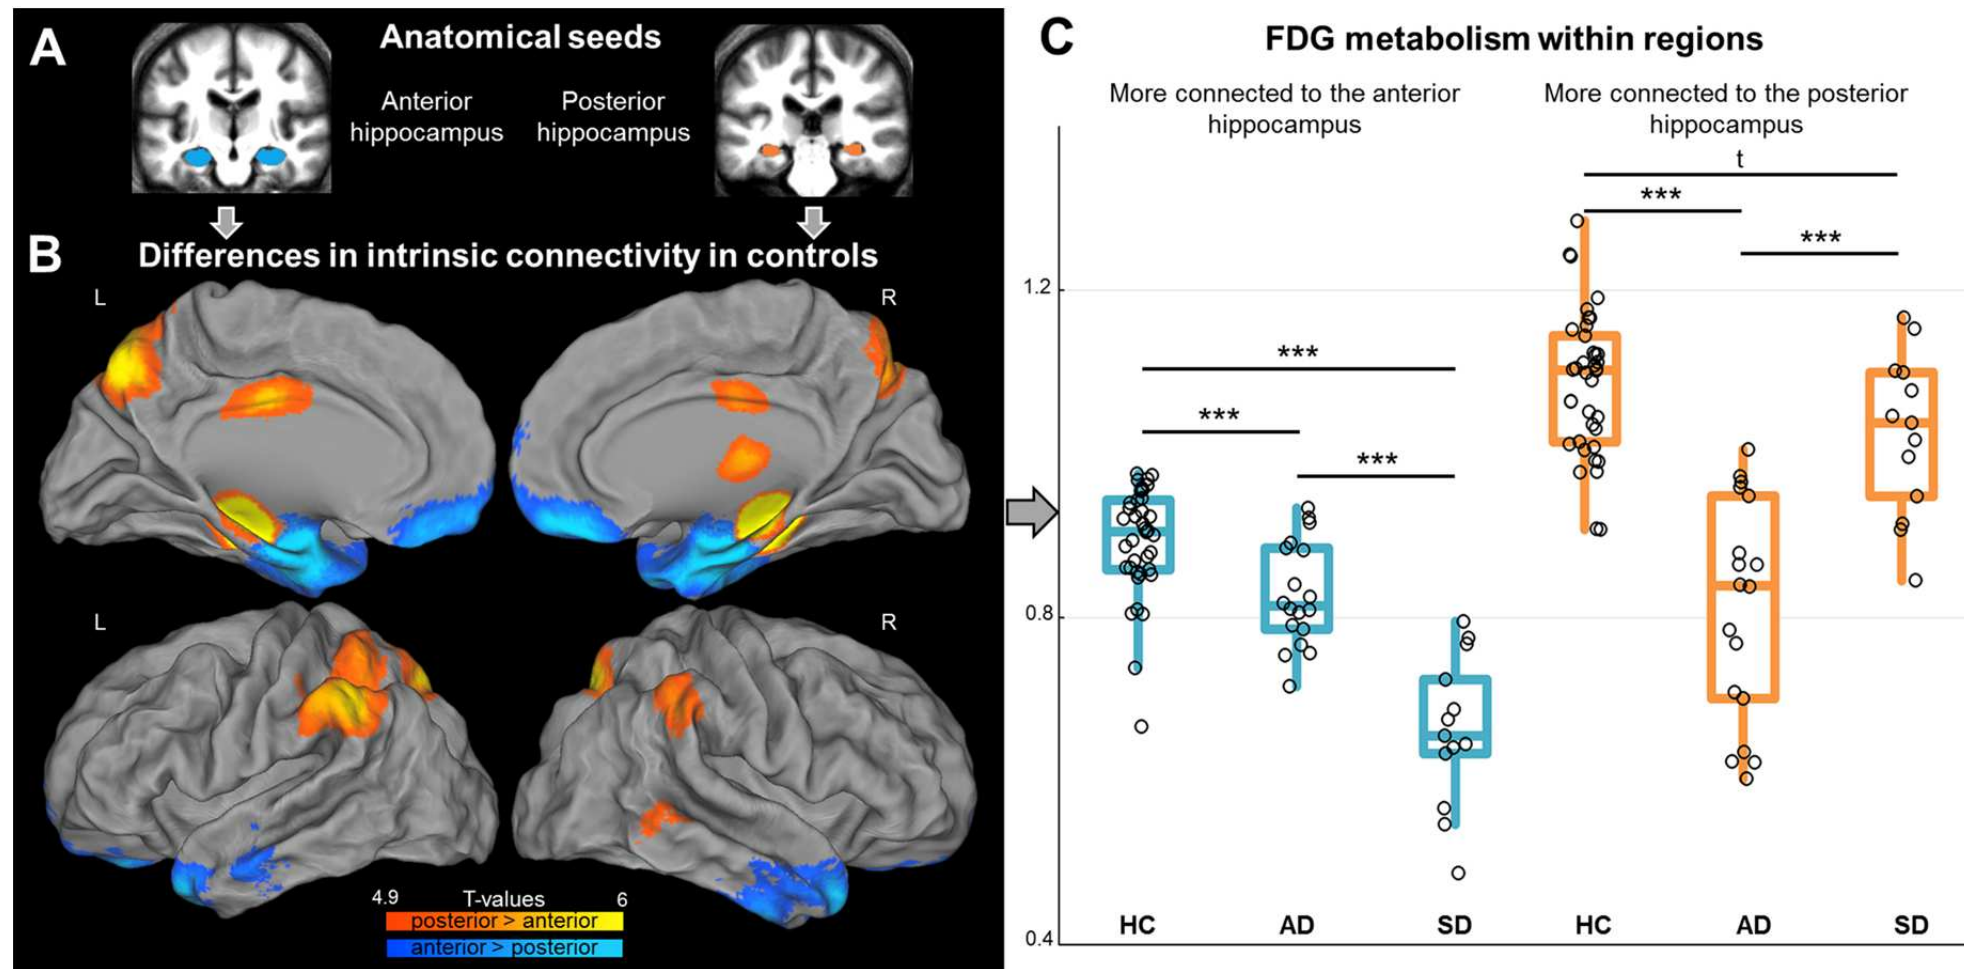 A
Anatomical seeds
Anterior
hippocampus
Posterior
hippocampus
B
Differences in intrinsic connectivity in controls
L
R
L
R
4.9
T-values
6
posterior > anterior
anterior > posterior
C
FDG metabolism within regions
More connected to the anterior
hippocampus
More connected to the posterior
hippocampus
t
***
***
***
***
***
1.2
0.8
0.4
HC AD SD HC AD SD